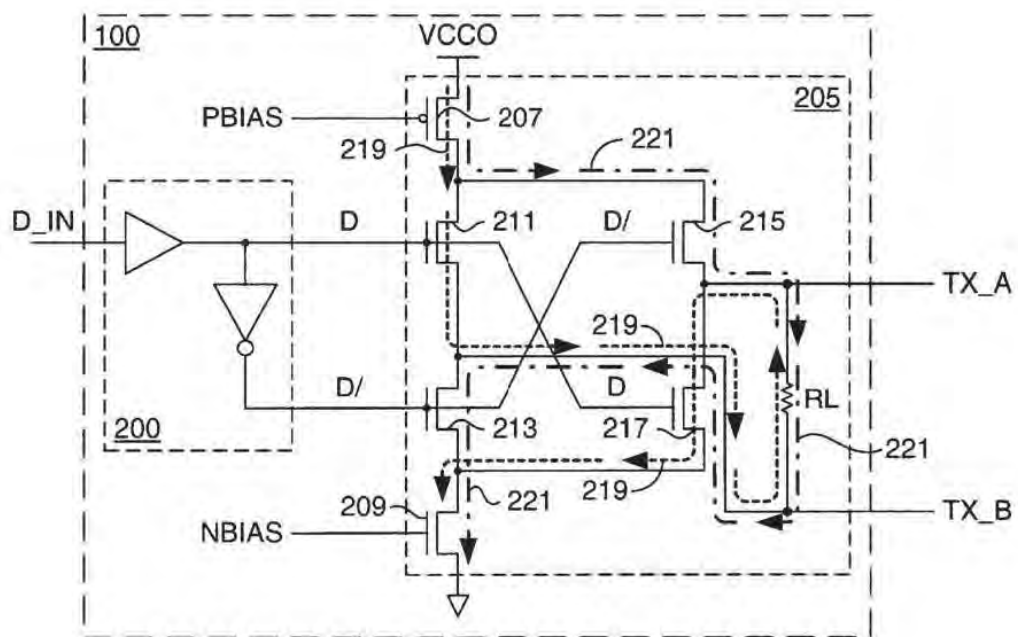 100
VCCO
205
PBIAS
207
219
221
D_IN
D
211
D/
215
TX_A
219
D/
D
RL
200
213
217
221
209
221
219
NBIAS
TX_B